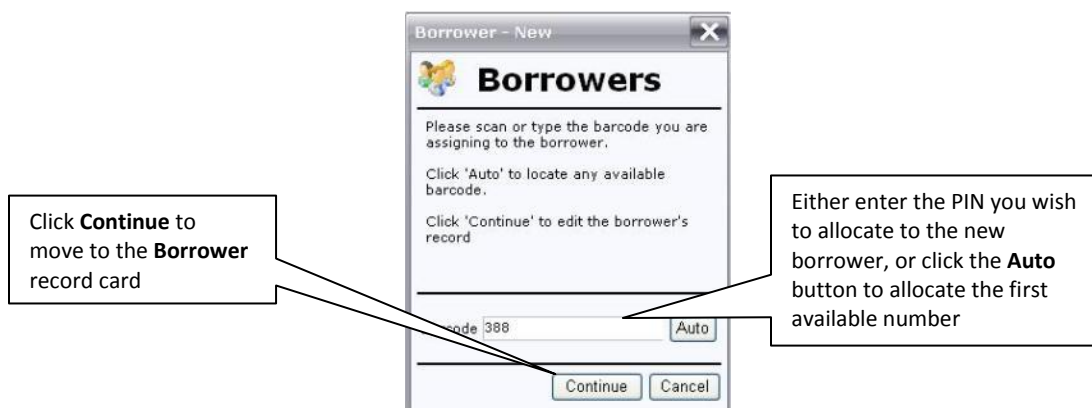 Borrower - New
Borrowers
Please scan or type the barcode you are
assigning to the borrower.
Click 'Auto' to locate any available
barcode.
Click 'Continue' to edit the borrower's
record
code 388
Auto
Continue
Cancel
Click Continue to
move to the Borrower
record card
Either enter the PIN you wish
to allocate to the new
borrower, or click the Auto
button to allocate the first
available number